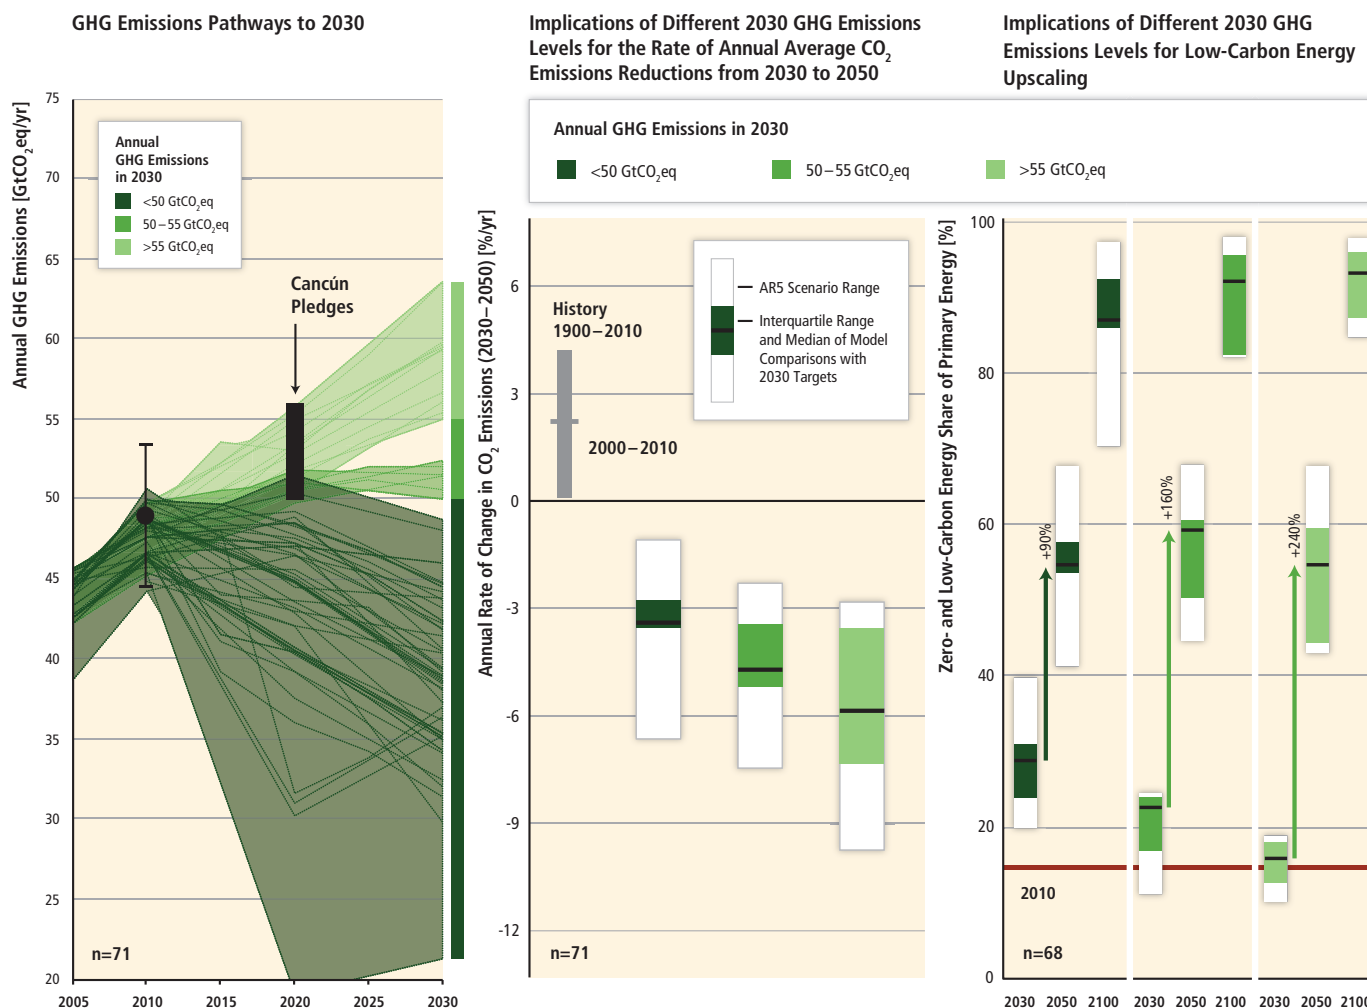 GHG Emissions Pathways to 2030
Annual GHG Emissions [GtCO₂eq/yr]
75
70
65
60
55
50
45
40
35
30
25
20
Annual
GHG Emissions
in 2030
<50 GtCO₂eq
50–55 GtCO₂eq
>55 GtCO₂eq
Cancún
Pledges
n=71
2005 2010 2015 2020 2025 2030
Implications of Different 2030 GHG Emissions
Levels for the Rate of Annual Average CO₂
Emissions Reductions from 2030 to 2050
Implications of Different 2030 GHG
Emissions Levels for Low-Carbon Energy
Upscaling
Annual GHG Emissions in 2030
<50 GtCO₂eq 50–55 GtCO₂eq >55 GtCO₂eq
Annual Rate of Change in CO₂ Emissions (2030–2050) [%/yr]
6
3
0
-3
-6
-9
-12
History
1900–2010
2000–2010
AR5 Scenario Range
Interquartile Range
and Median of Model
Comparisons with
2030 Targets
n=71
Zero- and Low-Carbon Energy Share of Primary Energy [%]
100
80
60
40
20
0
+90%
+160%
+240%
2010
n=68
2030 2050 2100 2030 2050 2100 2030 2050 2100